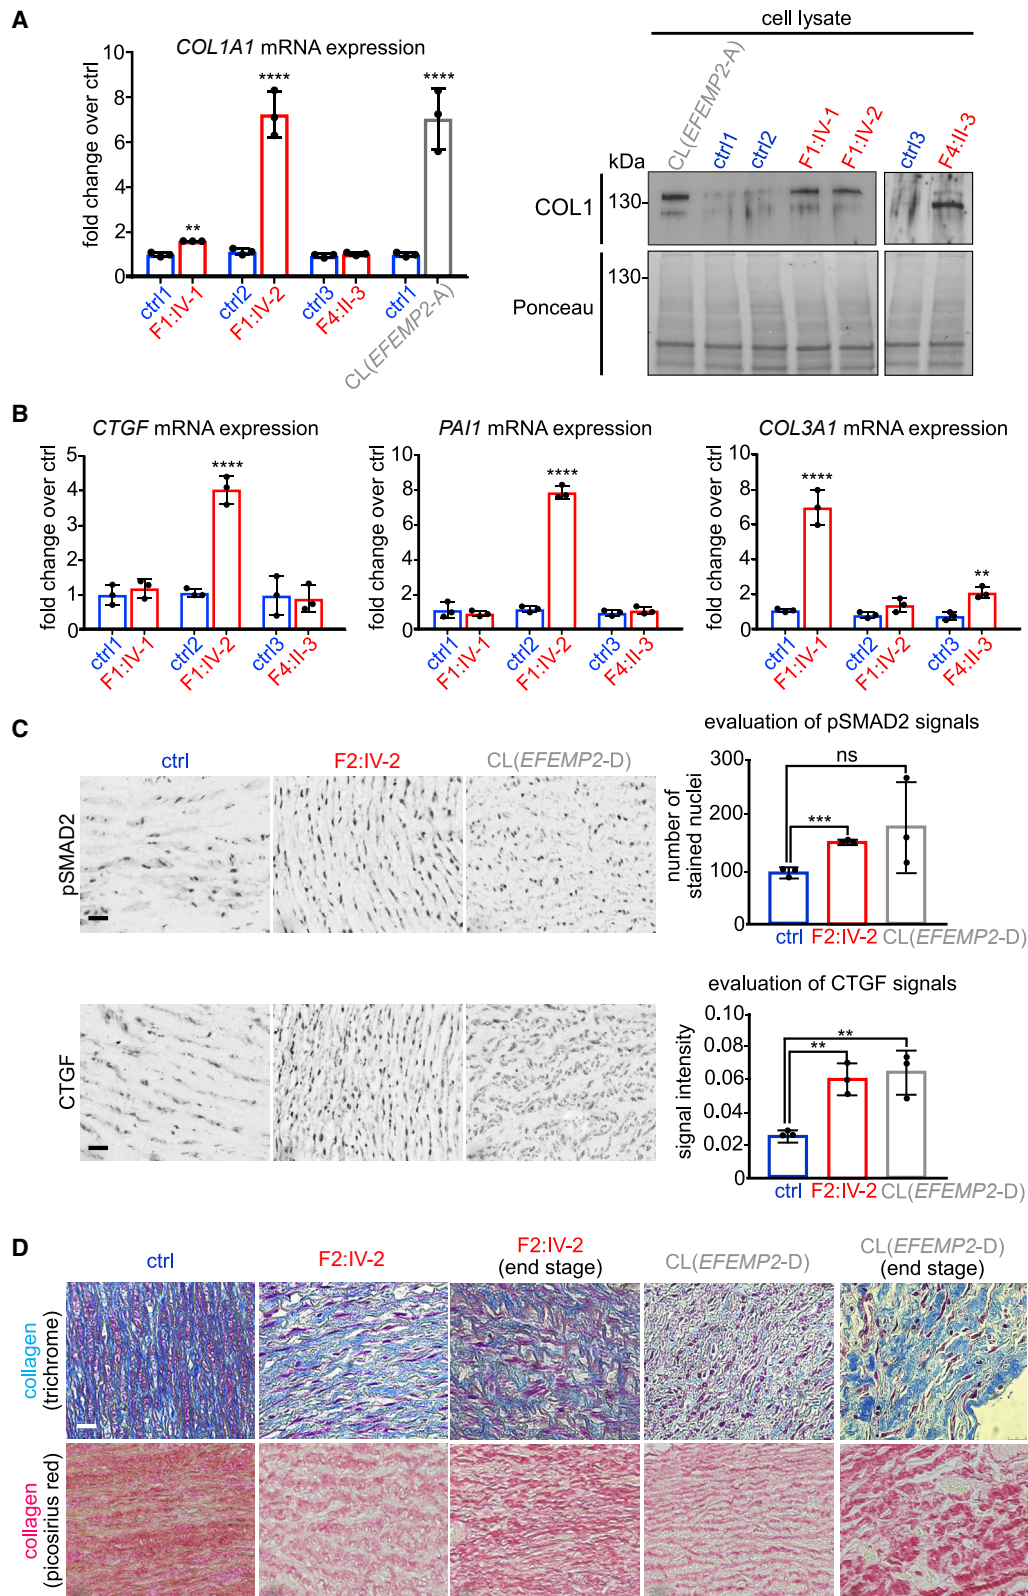 A
COL1A1 mRNA expression
fold change over ctrl
10
8
6
4
2
0
**
****
****
ctrl1
F1:IV-1
ctrl2
F1:IV-2
ctrl3
F4:II-3
ctrl1
CL(EFEMP2-A)
cell lysate
CL(EFEMP2-A)
ctrl1
ctrl2
F1:IV-1
F1:IV-2
ctrl3
F4:II-3
kDa
COL1
130
130
Ponceau
B
CTGF mRNA expression
fold change over ctrl
5
4
3
2
1
0
****
ctrl1
F1:IV-1
ctrl2
F1:IV-2
ctrl3
F4:II-3
PAI1 mRNA expression
fold change over ctrl
10
8
6
4
2
0
****
ctrl1
F1:IV-1
ctrl2
F1:IV-2
ctrl3
F4:II-3
COL3A1 mRNA expression
fold change over ctrl
10
8
6
4
2
0
****
**
ctrl1
F1:IV-1
ctrl2
F1:IV-2
ctrl3
F4:II-3
C
ctrl
F2:IV-2
CL(EFEMP2-D)
pSMAD2
CTGF
evaluation of pSMAD2 signals
number of
stained nuclei
300
200
100
0
ns
***
ctrl
F2:IV-2
CL(EFEMP2-D)
evaluation of CTGF signals
signal intensity
0.10
0.08
0.06
0.04
0.02
0
**
**
ctrl
F2:IV-2
CL(EFEMP2-D)
D
ctrl
F2:IV-2
F2:IV-2
(end stage)
CL(EFEMP2-D)
CL(EFEMP2-D)
(end stage)
collagen
(trichrome)
collagen
(picosirius red)